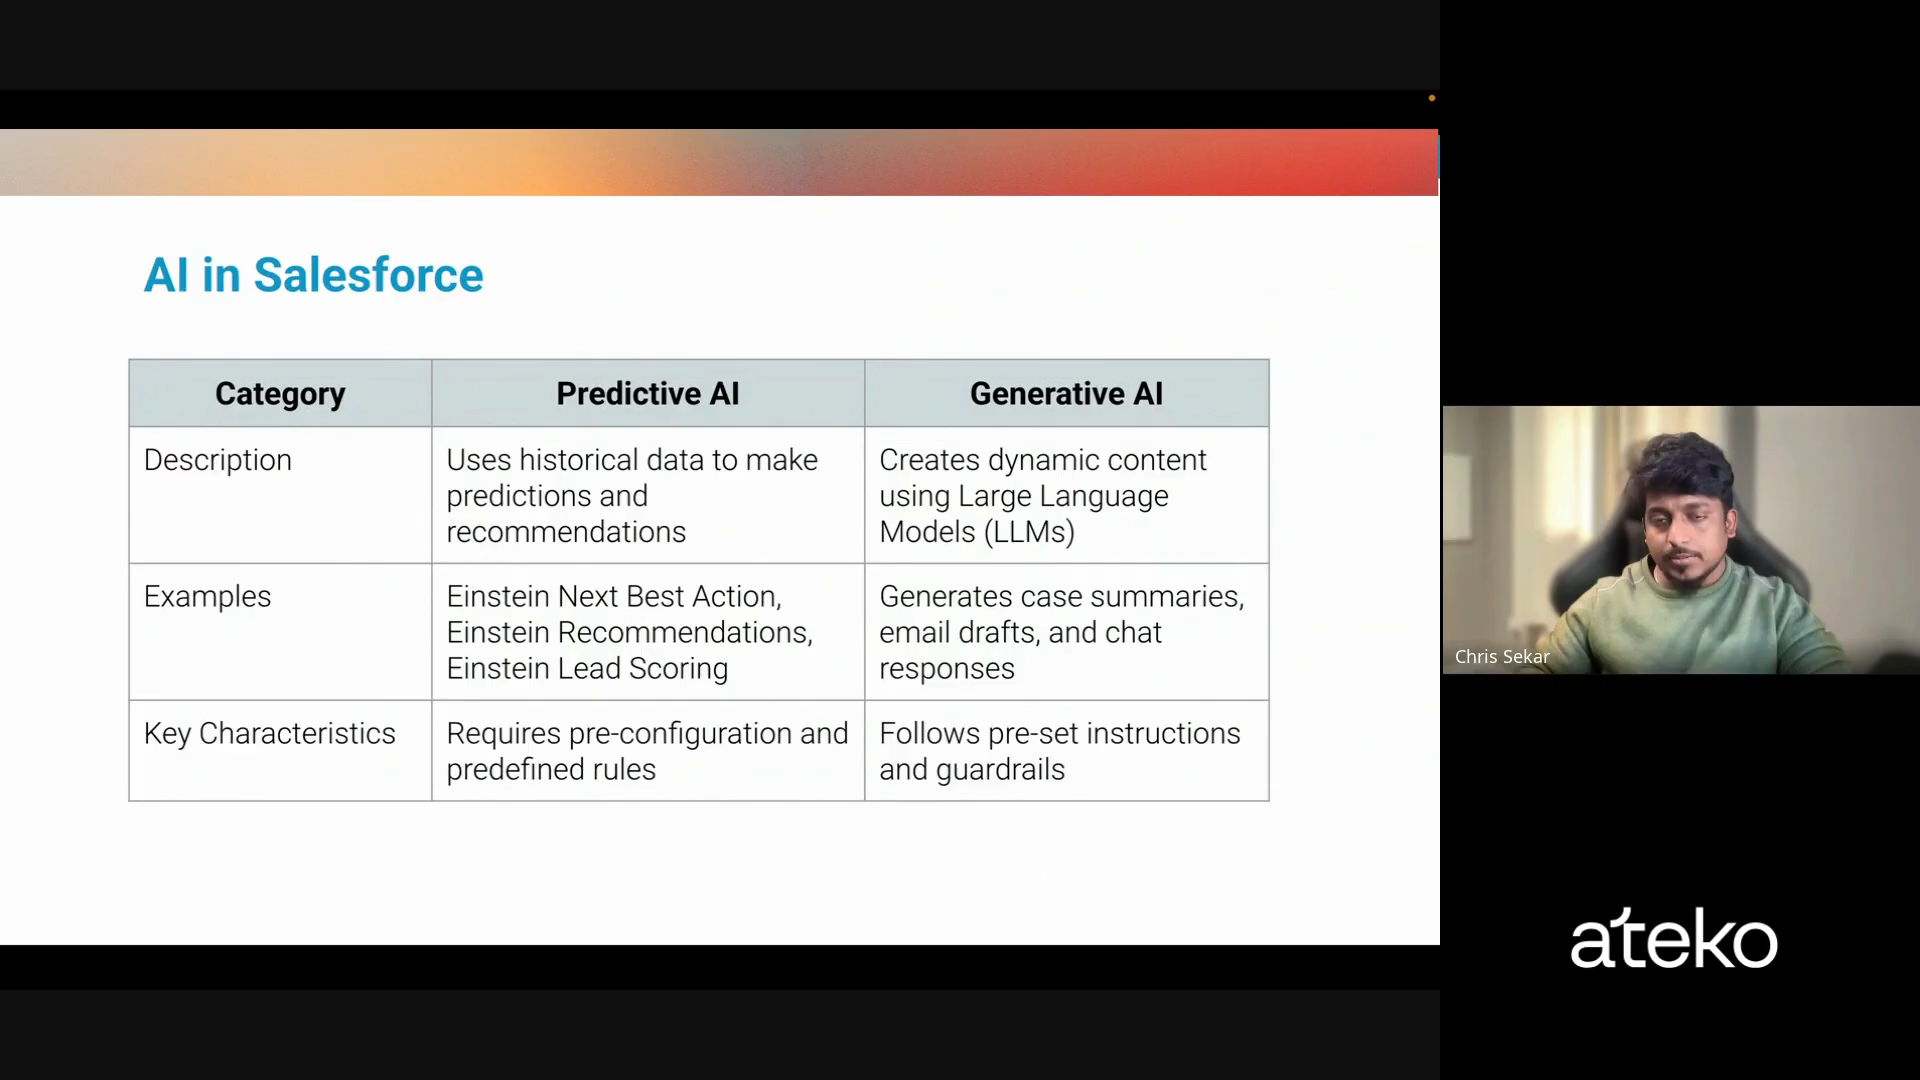 AI in Salesforce
Category
Predictive AI
Generative AI
Description
Uses historical data to make
predictions and
recommendations
Creates dynamic content
using Large Language
Models (LLMs)
Examples
Einstein Next Best Action,
Einstein Recommendations,
Einstein Lead Scoring
Generates case summaries,
email drafts, and chat
responses
Key Characteristics
Requires pre-configuration and
predefined rules
Follows pre-set instructions
and guardrails
Chris Sekar
ateko